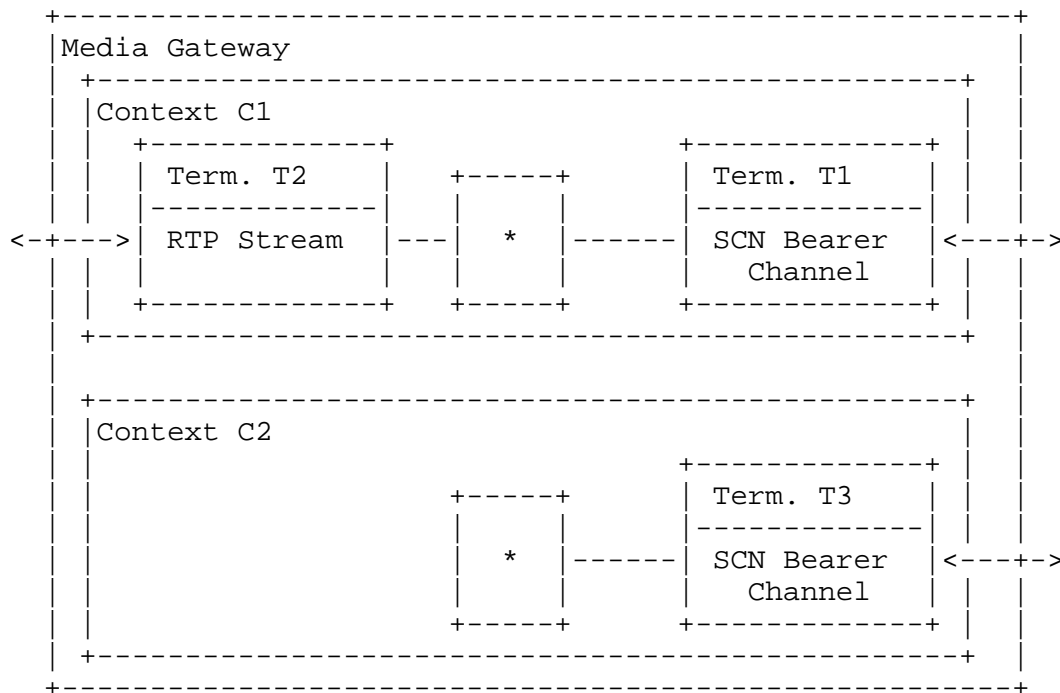 +------------------------------------------------------+
|Media Gateway                                         |
| +-------------------------------------------------+  |
| |Context C1                                       |  |
| |  +-------------+                +-------------+ |  |
| |  | Term. T2    |   +-----+      | Term. T1    | |  |
| |  |-------------|   |     |      |-------------| |  |
<-+--->| RTP Stream  |---|  *  |------| SCN Bearer  |<---+->
| |  |             |   |     |      |   Channel   | |  |
| |  +-------------+   +-----+      +-------------+ |  |
| +-------------------------------------------------+  |
| +-------------------------------------------------+  |
| |Context C2                                       |  |
| |                                 +-------------+ |  |
| |                    +-----+      | Term. T3    | |  |
| |                    |     |      |-------------| |  |
| |                    |  *  |------| SCN Bearer  |<---+->
| |                    |     |      |   Channel   | |  |
| |                    +-----+      +-------------+ |  |
| +-------------------------------------------------+  |
+------------------------------------------------------+